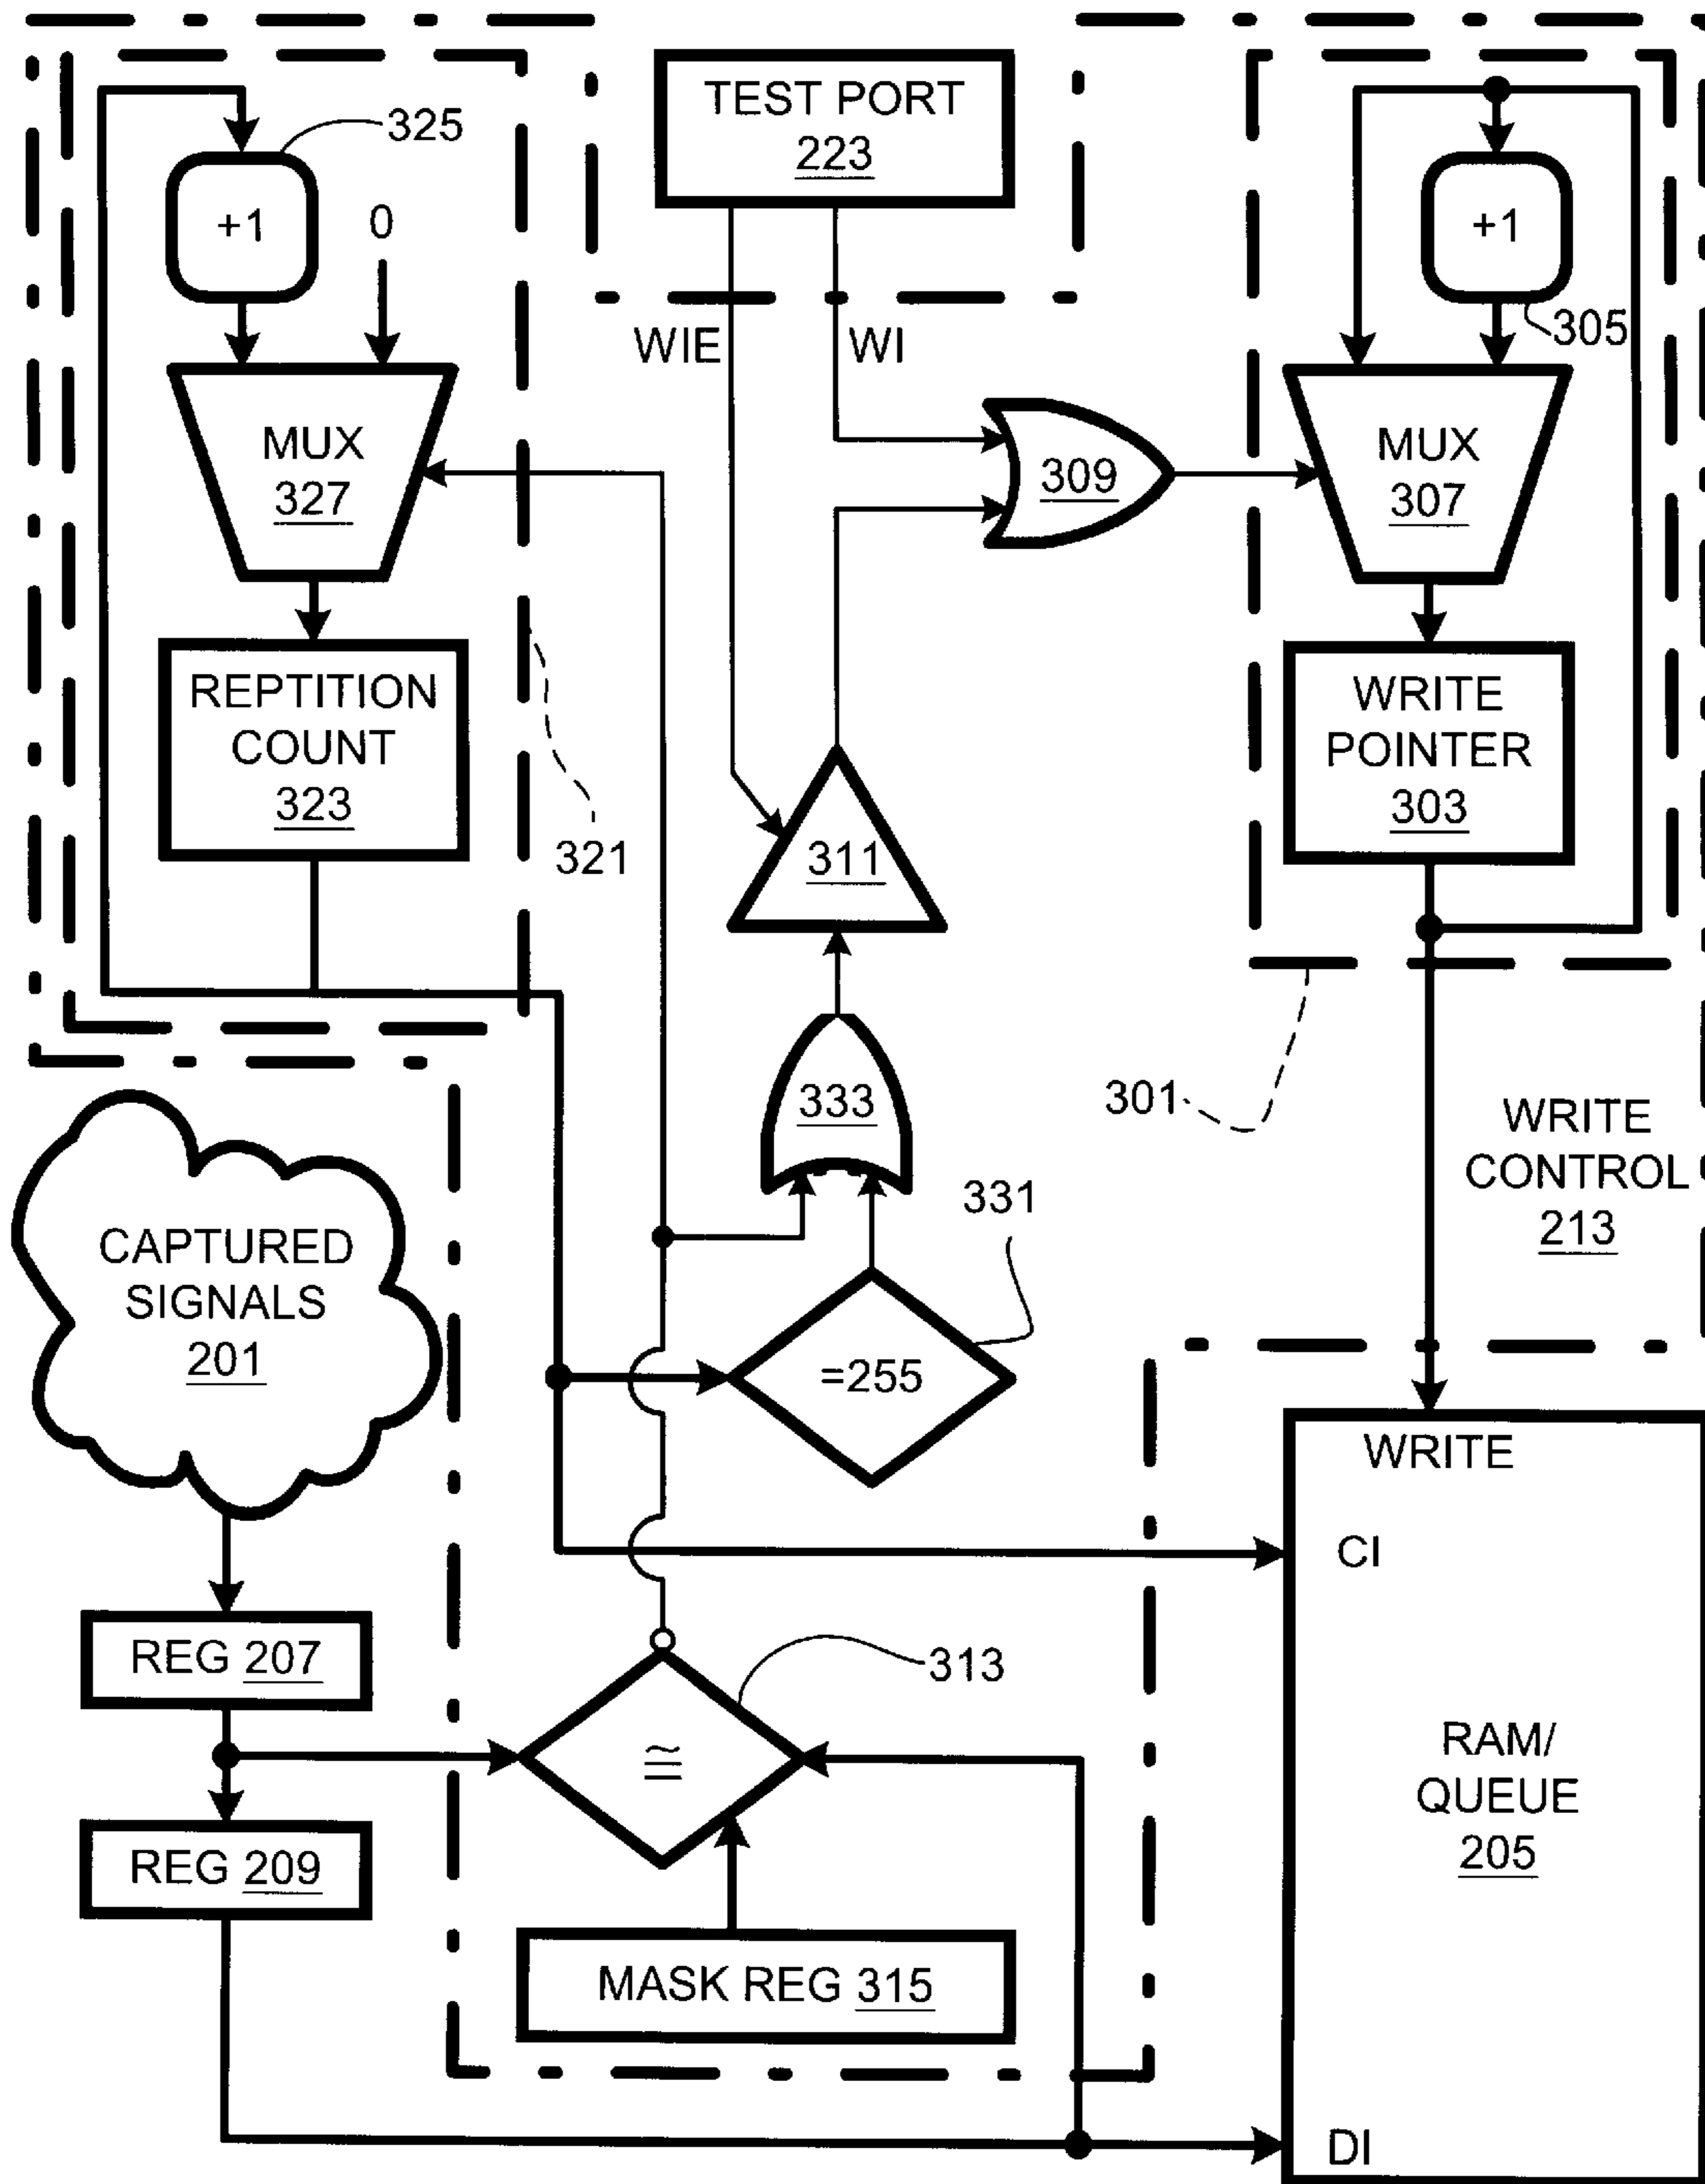 TEST PORT
223
325
+1
0
+1
305
WIE
WI
MUX
327
309
MUX
307
REPTITION
COUNT
323
WRITE
POINTER
303
321
311
301
333
WRITE
CONTROL
213
331
CAPTURED
SIGNALS
201
=255
WRITE
CI
REG 207
313
≅
RAM/
QUEUE
205
REG 209
MASK REG 315
DI